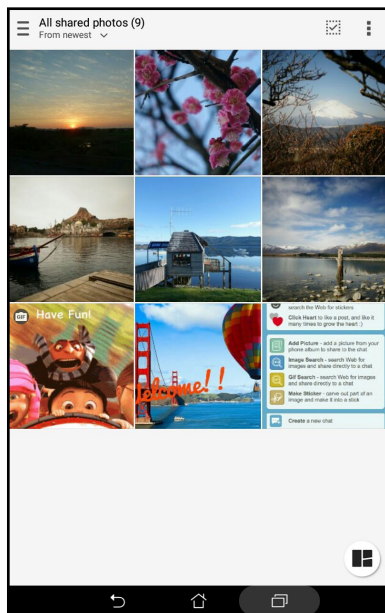 All shared photos (9)
From newest
GIF
Have Fun!
Welcome!!
search the Web for stickers
Click Heart to like a post, and like it
many times to grow the heart :)
Add Picture - add a picture from your
phone album to share to the chat
Image Search - search Web for
images and share directly to a chat
Gif Search - search Web for images
and share directly to a chat
Make Sticker - carve out part of an
image and make it into a stick
Create a new chat